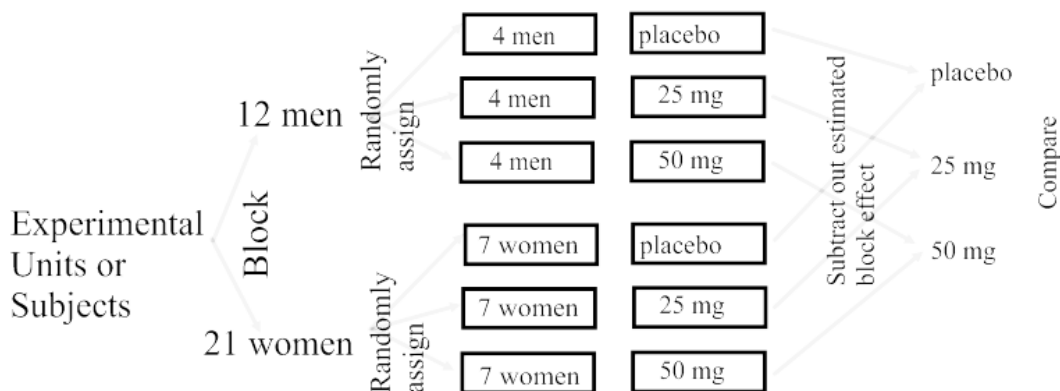 Experimental
Units or
Subjects
Block
12 men
21 women
Randomly
assign
4 men
placebo
4 men
25 mg
4 men
50 mg
Randomly
assign
7 women
placebo
7 women
25 mg
7 women
50 mg
Subtract out estimated
block effect
placebo
25 mg
50 mg
Compare